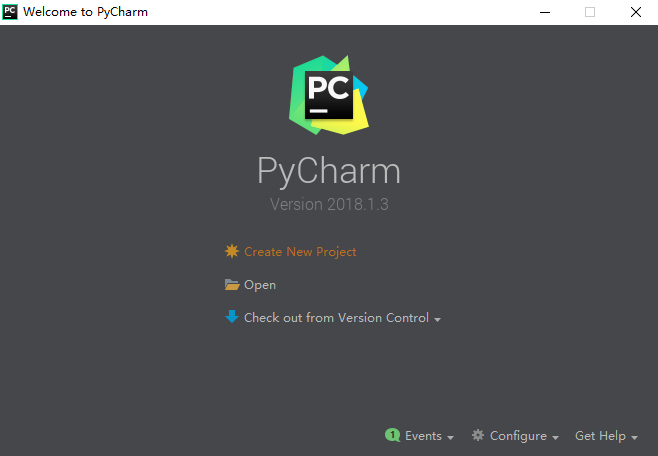 PC Welcome to PyCharm
PC
PyCharm
Version 2018.1.3
Create New Project
Open
Check out from Version Control
1 Events Configure Get Help